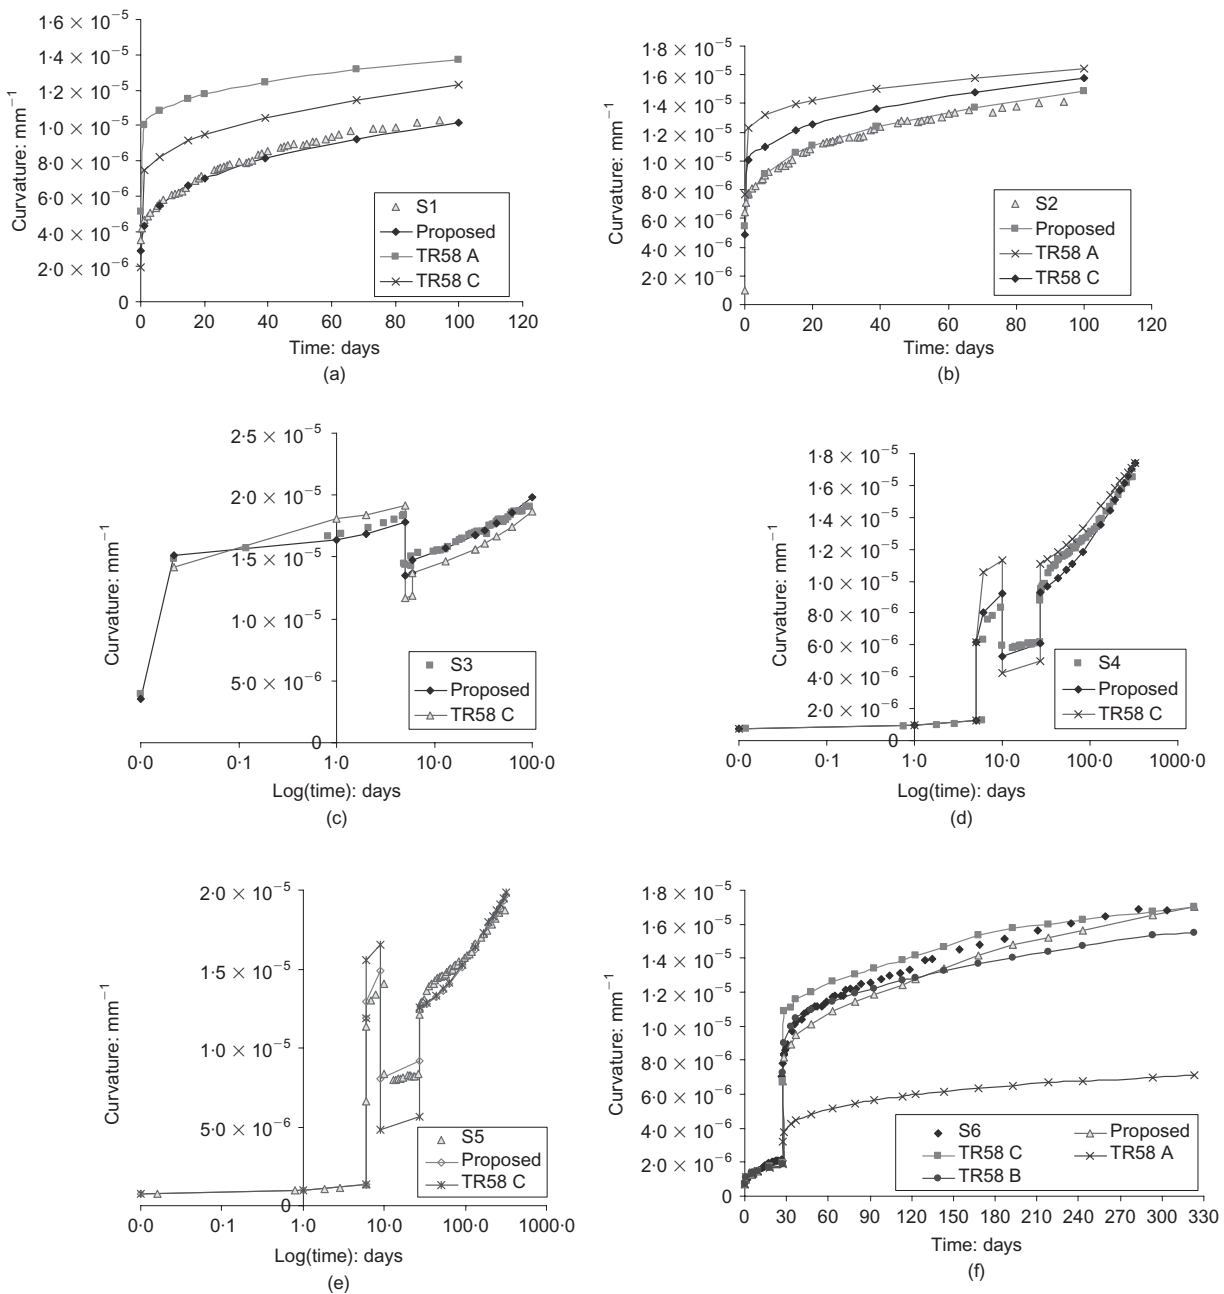 1·6 × 10⁻⁵
1·4 × 10⁻⁵
1·2 × 10⁻⁵
1·0 × 10⁻⁵
8·0 × 10⁻⁶
6·0 × 10⁻⁶
4·0 × 10⁻⁶
2·0 × 10⁻⁶
0
Curvature: mm⁻¹
S1
Proposed
TR58 A
TR58 C
0 20 40 60 80 100 120
Time: days
(a)
1·8 × 10⁻⁵
1·6 × 10⁻⁵
1·4 × 10⁻⁵
1·2 × 10⁻⁵
1·0 × 10⁻⁵
8·0 × 10⁻⁶
6·0 × 10⁻⁶
4·0 × 10⁻⁶
2·0 × 10⁻⁶
0
Curvature: mm⁻¹
S2
Proposed
TR58 A
TR58 C
0 20 40 60 80 100 120
Time: days
(b)
2·5 × 10⁻⁵
2·0 × 10⁻⁵
1·5 × 10⁻⁵
1·0 × 10⁻⁵
5·0 × 10⁻⁶
0
Curvature: mm⁻¹
S3
Proposed
TR58 C
0·0 0·1 1·0 10·0 100·0
Log(time): days
(c)
1·8 × 10⁻⁵
1·6 × 10⁻⁵
1·4 × 10⁻⁵
1·2 × 10⁻⁵
1·0 × 10⁻⁵
8·0 × 10⁻⁶
6·0 × 10⁻⁶
4·0 × 10⁻⁶
2·0 × 10⁻⁶
0
Curvature: mm⁻¹
S4
Proposed
TR58 C
0·0 0·1 1·0 10·0 100·0 1000·0
Log(time): days
(d)
2·0 × 10⁻⁵
1·5 × 10⁻⁵
1·0 × 10⁻⁵
5·0 × 10⁻⁶
0
Curvature: mm⁻¹
S5
Proposed
TR58 C
0·0 0·1 1·0 10·0 100·0 1000·0
Log(time): days
(e)
1·8 × 10⁻⁵
1·6 × 10⁻⁵
1·4 × 10⁻⁵
1·2 × 10⁻⁵
1·0 × 10⁻⁵
8·0 × 10⁻⁶
6·0 × 10⁻⁶
4·0 × 10⁻⁶
2·0 × 10⁻⁶
0
Curvature: mm⁻¹
S6 Proposed
TR58 C TR58 A
TR58 B
0 30 60 90 120 150 180 210 240 270 300 330
Time: days
(f)